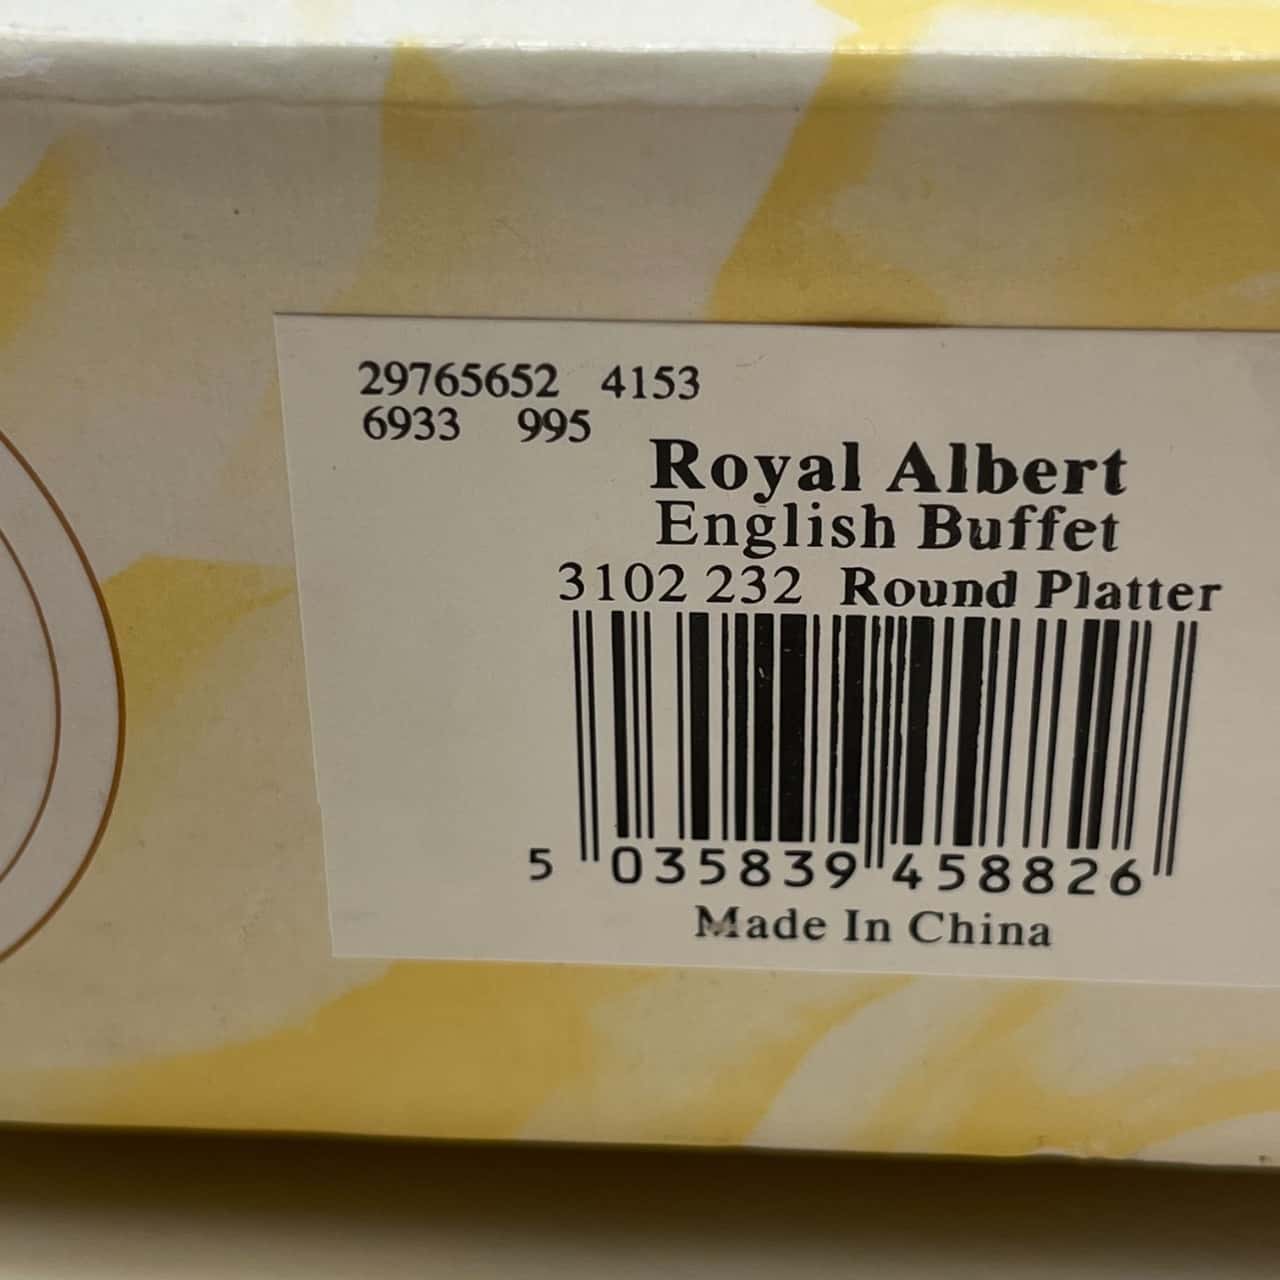 29765652 4153
6933 995
Royal Albert
English Buffet
3102 232 Round Platter
5 035839 458826
Made In China